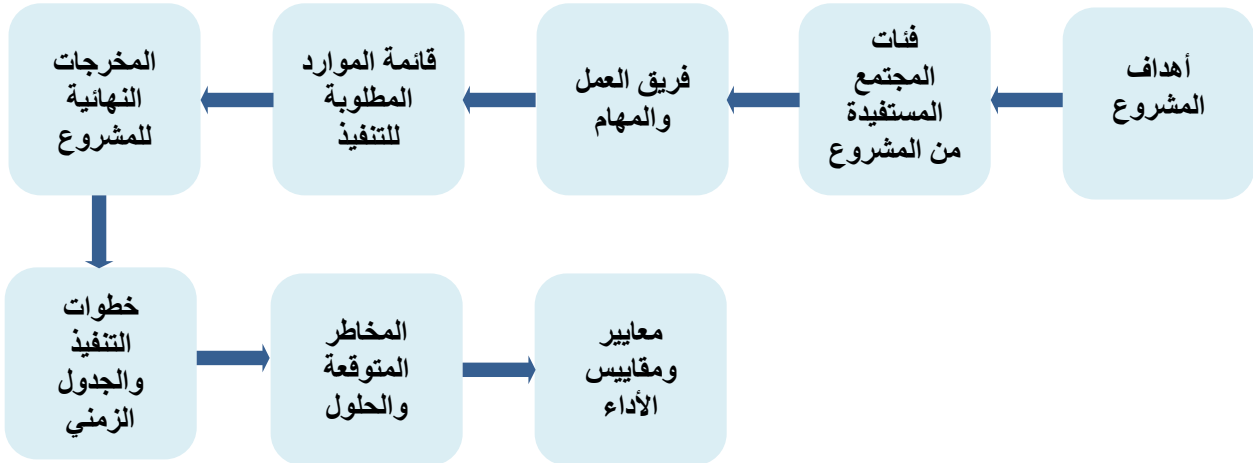 أهداف
المشروع
فئات
المجتمع
المستفيدة
من المشروع
فريق العمل
والمهام
قائمة الموارد
المطلوبة
للتنفيذ
المخرجات
النهائية
للمشروع
خطوات
التنفيذ
والجدول
الزمني
المخاطر
المتوقعة
والحلول
معايير
ومقاييس
الأداء